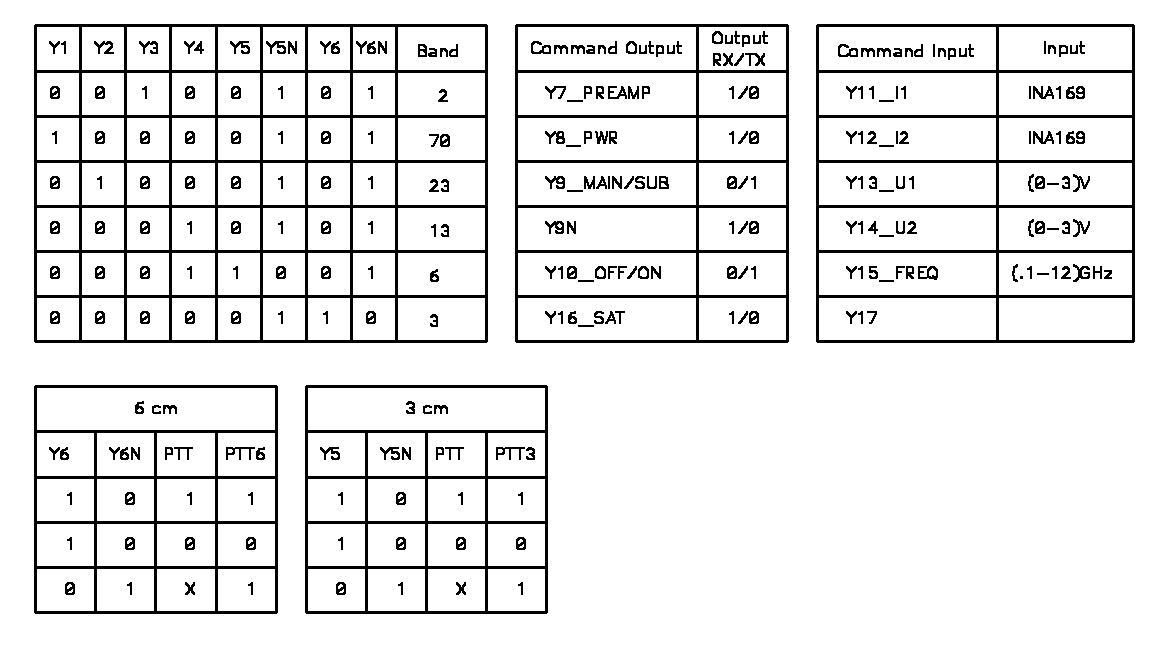 Y1 Y2 Y3 Y4 Y5 Y5N Y6 Y6N Band
0 0 1 0 0 1 0 1 2
1 0 0 0 0 1 0 1 70
0 1 0 0 0 1 0 1 23
0 0 0 1 0 1 0 1 13
0 0 0 1 1 0 0 1 6
0 0 0 0 0 1 1 0 3
Command Output Output
RX/TX
Y7_PREAMP 1/0
Y8_PWR 1/0
Y9_MAIN/SUB 0/1
Y9N 1/0
Y10_OFF/ON 0/1
Y16_SAT 1/0
Command Input Input
Y11_I1 INA169
Y12_I2 INA169
Y13_U1 (0-3)V
Y14_U2 (0-3)V
Y15_FREQ (.1-12)GHz
Y17
6 cm
Y6 Y6N PTT PTT6
1 0 1 1
1 0 0 0
0 1 X 1
3 cm
Y5 Y5N PTT PTT3
1 0 1 1
1 0 0 0
0 1 X 1